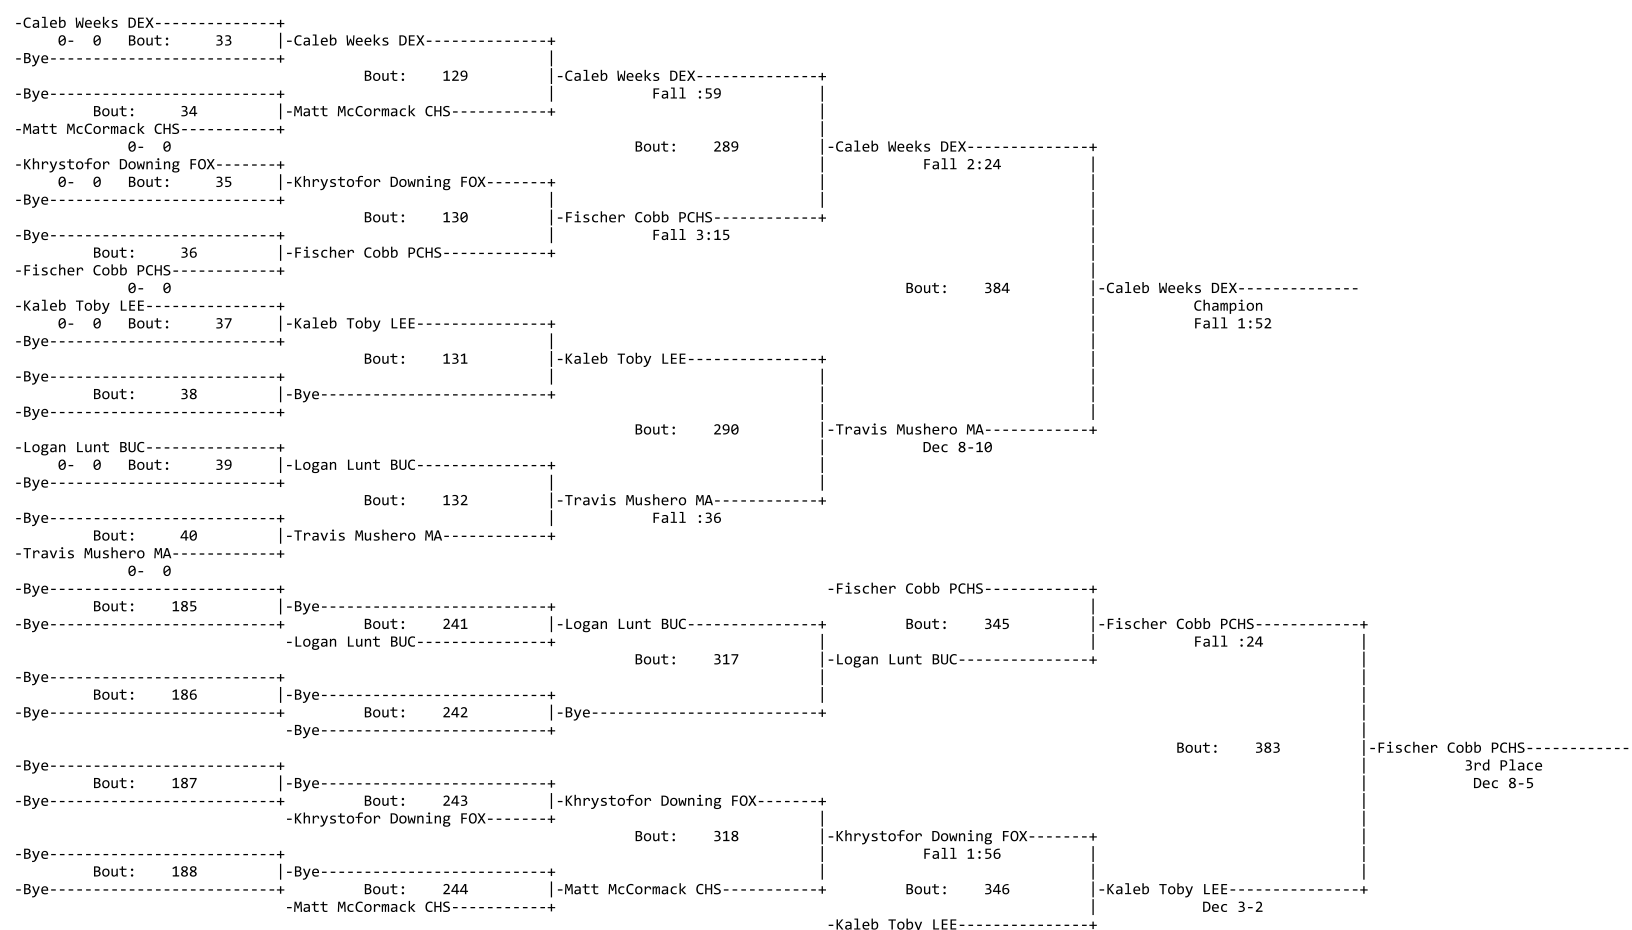 -Caleb Weeks DEX--------------+
0-  0   Bout:     33     |-Caleb Weeks DEX--------------+
-Bye---------------------------+                              |
Bout:    129          |-Caleb Weeks DEX--------------+
-Bye---------------------------+                              |           Fall :59           |
Bout:     34          |-Matt McCormack CHS-----------+                              |
-Matt McCormack CHS-----------+                                                             |
0-  0                                                     Bout:    289          |-Caleb Weeks DEX--------------+
-Khrystofor Downing FOX-------+                                                             |           Fall 2:24          |
0-  0   Bout:     35     |-Khrystofor Downing FOX-------+                              |                              |
-Bye---------------------------+                              |                              |                              |
Bout:    130          |-Fischer Cobb PCHS------------+                              |
-Bye---------------------------+                              |           Fall 3:15                                         |
Bout:     36          |-Fischer Cobb PCHS------------+                                                             |
-Fischer Cobb PCHS------------+                                                                                            |
0-  0                                                                                    Bout:    384          |-Caleb Weeks DEX--------------
-Kaleb Toby LEE---------------+                                                                                            |           Champion
0-  0   Bout:     37     |-Kaleb Toby LEE---------------+                                                             |           Fall 1:52
-Bye---------------------------+                              |                                                             |
Bout:    131          |-Kaleb Toby LEE---------------+                              |
-Bye---------------------------+                              |                              |                              |
Bout:     38          |-Bye--------------------------+                              |                              |
-Bye---------------------------+                                                             |                              |
Bout:    290          |-Travis Mushero MA------------+
-Logan Lunt BUC---------------+                                                             |           Dec 8-10
0-  0   Bout:     39     |-Logan Lunt BUC---------------+                              |
-Bye---------------------------+                              |                              |
Bout:    132          |-Travis Mushero MA------------+
-Bye---------------------------+                              |           Fall :36
Bout:     40          |-Travis Mushero MA------------+
-Travis Mushero MA------------+
0-  0
-Bye---------------------------+                                                              -Fischer Cobb PCHS------------+
Bout:    185          |-Bye--------------------------+                                                             |
-Bye---------------------------+         Bout:    241          |-Logan Lunt BUC---------------+         Bout:    345          |-Fischer Cobb PCHS------------+
-Logan Lunt BUC---------------+                              |                              |           Fall :24           |
Bout:    317          |-Logan Lunt BUC---------------+                              |
-Bye---------------------------+                                                             |                                                             |
Bout:    186          |-Bye--------------------------+                              |                                                             |
-Bye---------------------------+         Bout:    242          |-Bye--------------------------+                                                             |
-Bye--------------------------+                                                                                            |
Bout:    383          |-Fischer Cobb PCHS------------
-Bye---------------------------+                                                                                                                            |           3rd Place
Bout:    187          |-Bye--------------------------+                                                                                            |            Dec 8-5
-Bye---------------------------+         Bout:    243          |-Khrystofor Downing FOX-------+                                                             |
-Khrystofor Downing FOX-------+                              |                                                             |
Bout:    318          |-Khrystofor Downing FOX-------+                              |
-Bye---------------------------+                                                             |           Fall 1:56          |                              |
Bout:    188          |-Bye--------------------------+                              |                              |                              |
-Bye---------------------------+         Bout:    244          |-Matt McCormack CHS-----------+         Bout:    346          |-Kaleb Toby LEE---------------+
-Matt McCormack CHS-----------+                                                             |            Dec 3-2
-Kaleb Toby LEE---------------+